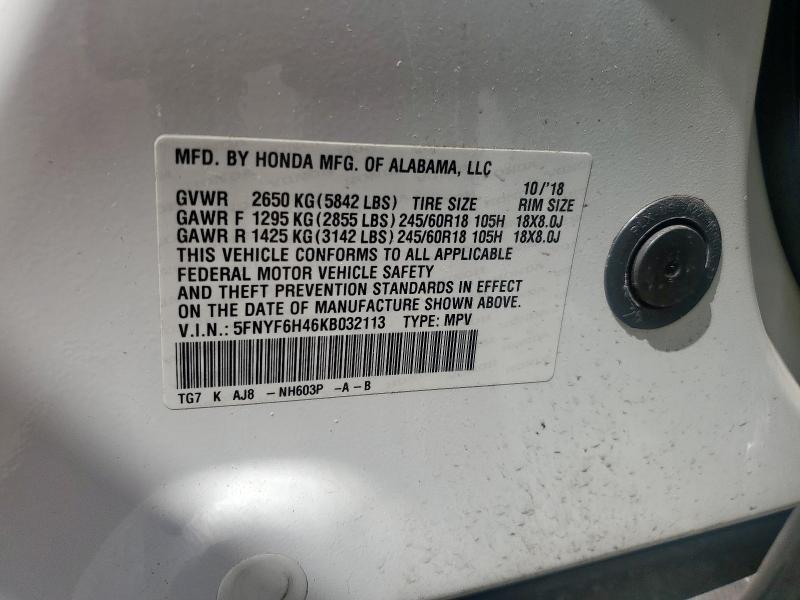 MFD. BY HONDA MFG. OF ALABAMA, LLC
10/'18
GVWR 2650 KG (5842 LBS) TIRE SIZE RIM SIZE
GAWR F 1295 KG (2855 LBS) 245/60R18 105H 18X8.0J
GAWR R 1425 KG (3142 LBS) 245/60R18 105H 18X8.0J
THIS VEHICLE CONFORMS TO ALL APPLICABLE
FEDERAL MOTOR VEHICLE SAFETY
AND THEFT PREVENTION STANDARDS IN EFFECT
ON THE DATE OF MANUFACTURE SHOWN ABOVE.
V.I.N.: 5FNYF6H46KB032113 TYPE: MPV
TG7 K AJ8 -NH603P -A-B